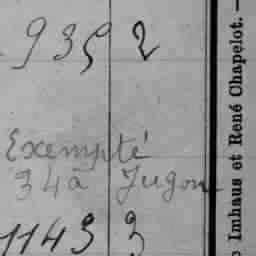 935 2
Exempté
34 à Jugon
1143 3
Imhaus et René Chapelot. —